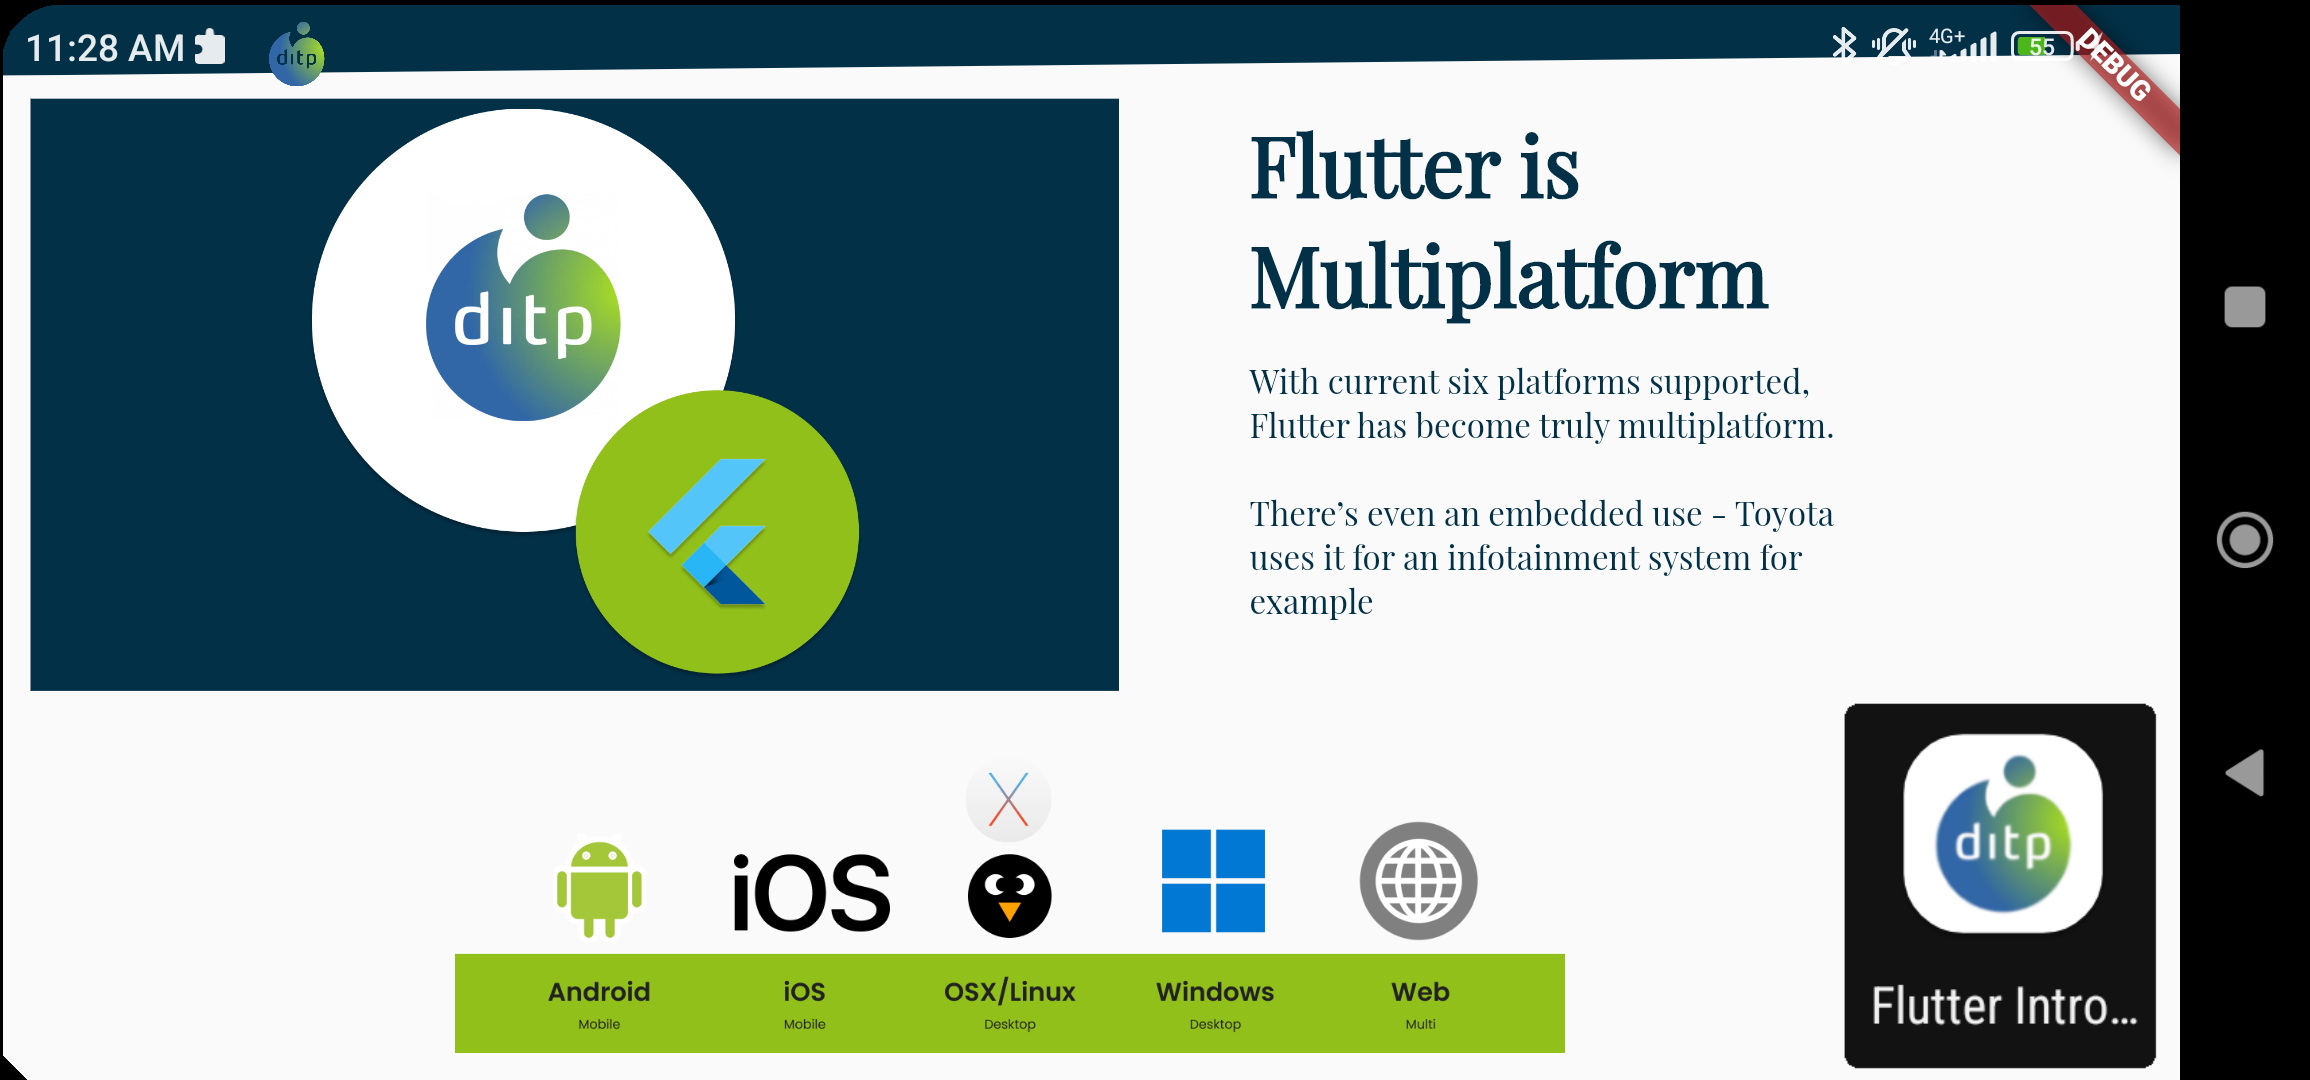 11:28 AM
ditp
4G+
55
DEBUG
ditp
Flutter is
Multiplatform
With current six platforms supported,
Flutter has become truly multiplatform.
There’s even an embedded use - Toyota
uses it for an infotainment system for
example
iOS
ditp
Flutter Intro...
Android
iOS
OSX/Linux
Windows
Web
Mobile
Mobile
Desktop
Desktop
Multi